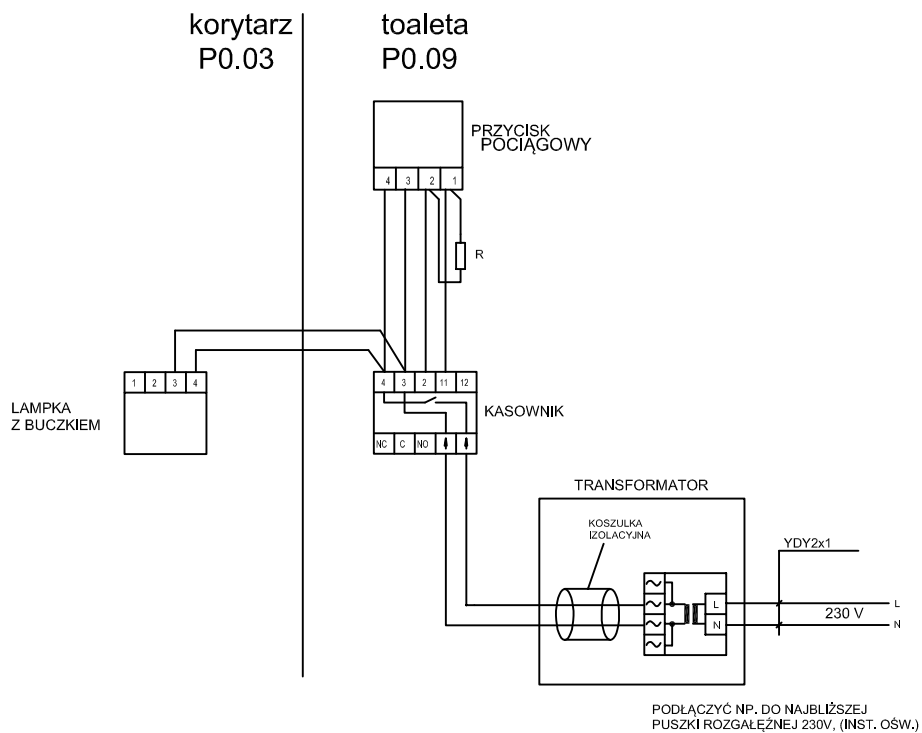 korytarz
P0.03
toaleta
P0.09
PRZYCISK
POCIĄGOWY
4 3 2 1
R
1 2 3 4
LAMPKA
Z BUCZKIEM
4 3 2 11 12
KASOWNIK
NC C NO
TRANSFORMATOR
KOSZULKA
IZOLACYJNA
YDY2x1
L
N
230 V
L
N
PODŁĄCZYĆ NP. DO NAJBLIŻSZEJ
PUSZKI ROZGAŁĘŹNEJ 230V, (INST. OŚW.)